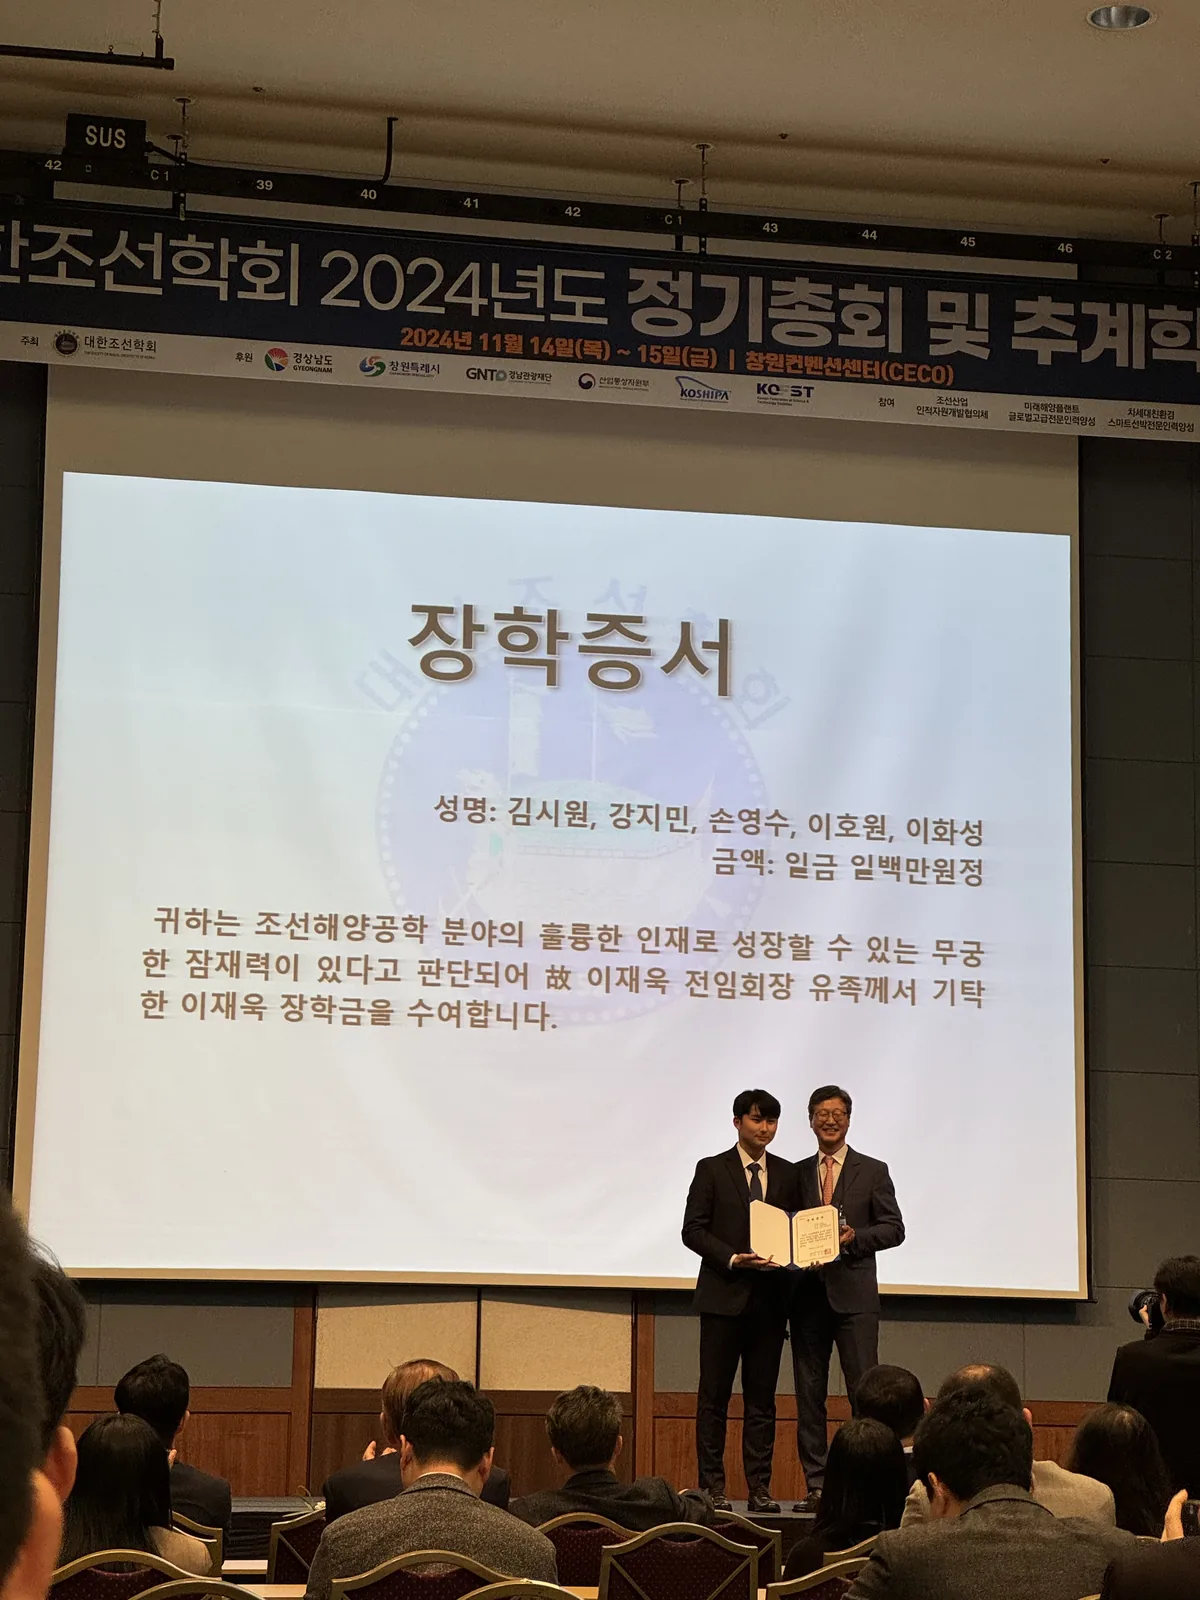 SUS
42 C1 39 40 41 42 C1 43 44 45 46 C2
한조선학회 2024년도 정기총회 및 추계학
2024년 11월 14일(목) ~ 15일(금) | 창원컨벤션센터(CECO)
주최 대한조선학회 후원 경상남도 GYEONGNAM 창원특례시 GNTO 경남관광재단 산업통상자원부 KOSHIPA KOFST 참여 조선산업 인적자원개발협의체 미래해양플랜트 글로벌고급전문인력양성 차세대친환경 스마트선박전문인력양성
장학증서
성명: 김시원, 강지민, 손영수, 이호원, 이화성
금액: 일금 일백만원정
귀하는 조선해양공학 분야의 훌륭한 인재로 성장할 수 있는 무궁
한 잠재력이 있다고 판단되어 故 이재욱 전임회장 유족께서 기탁
한 이재욱 장학금을 수여합니다.